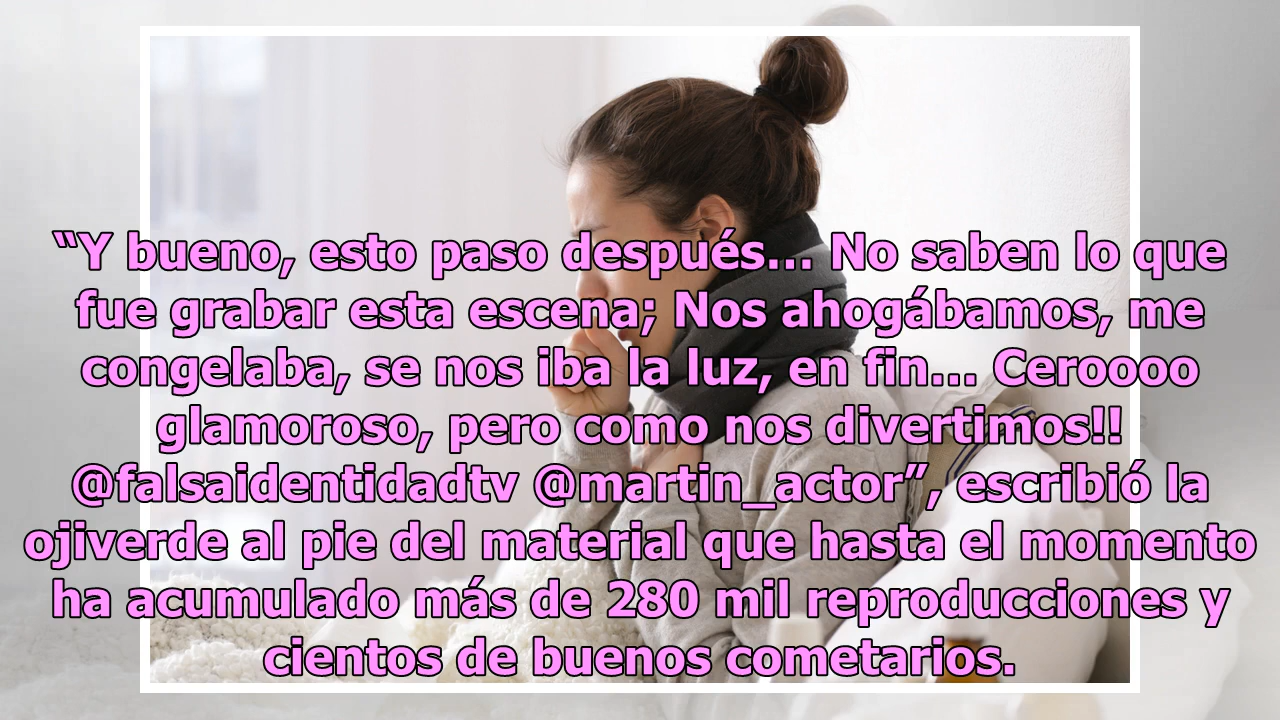 “Y bueno, esto paso después... No saben lo que
fue grabar esta escena; Nos ahogábamos, me
congelaba, se nos iba la luz, en fin... Ceroooo
glamoroso, pero como nos divertimos!!
@falsaidentidadtv @martin_actor”, escribió la
ojiverde al pie del material que hasta el momento
ha acumulado más de 280 mil reproducciones y
cientos de buenos cometarios.